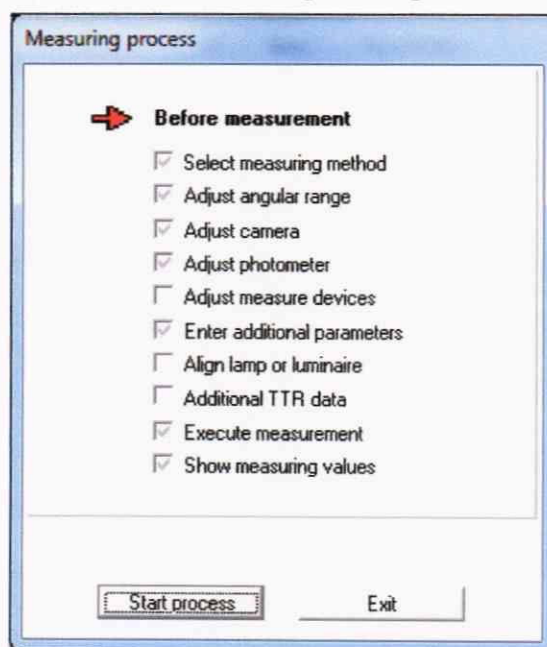 Measuring process
Before measurement
Select measuring method
Adjust angular range
Adjust camera
Adjust photometer
Adjust measure devices
Enter additional parameters
Align lamp or luminaire
Additional TTR data
Execute measurement
Show measuring values
Start process
Exit